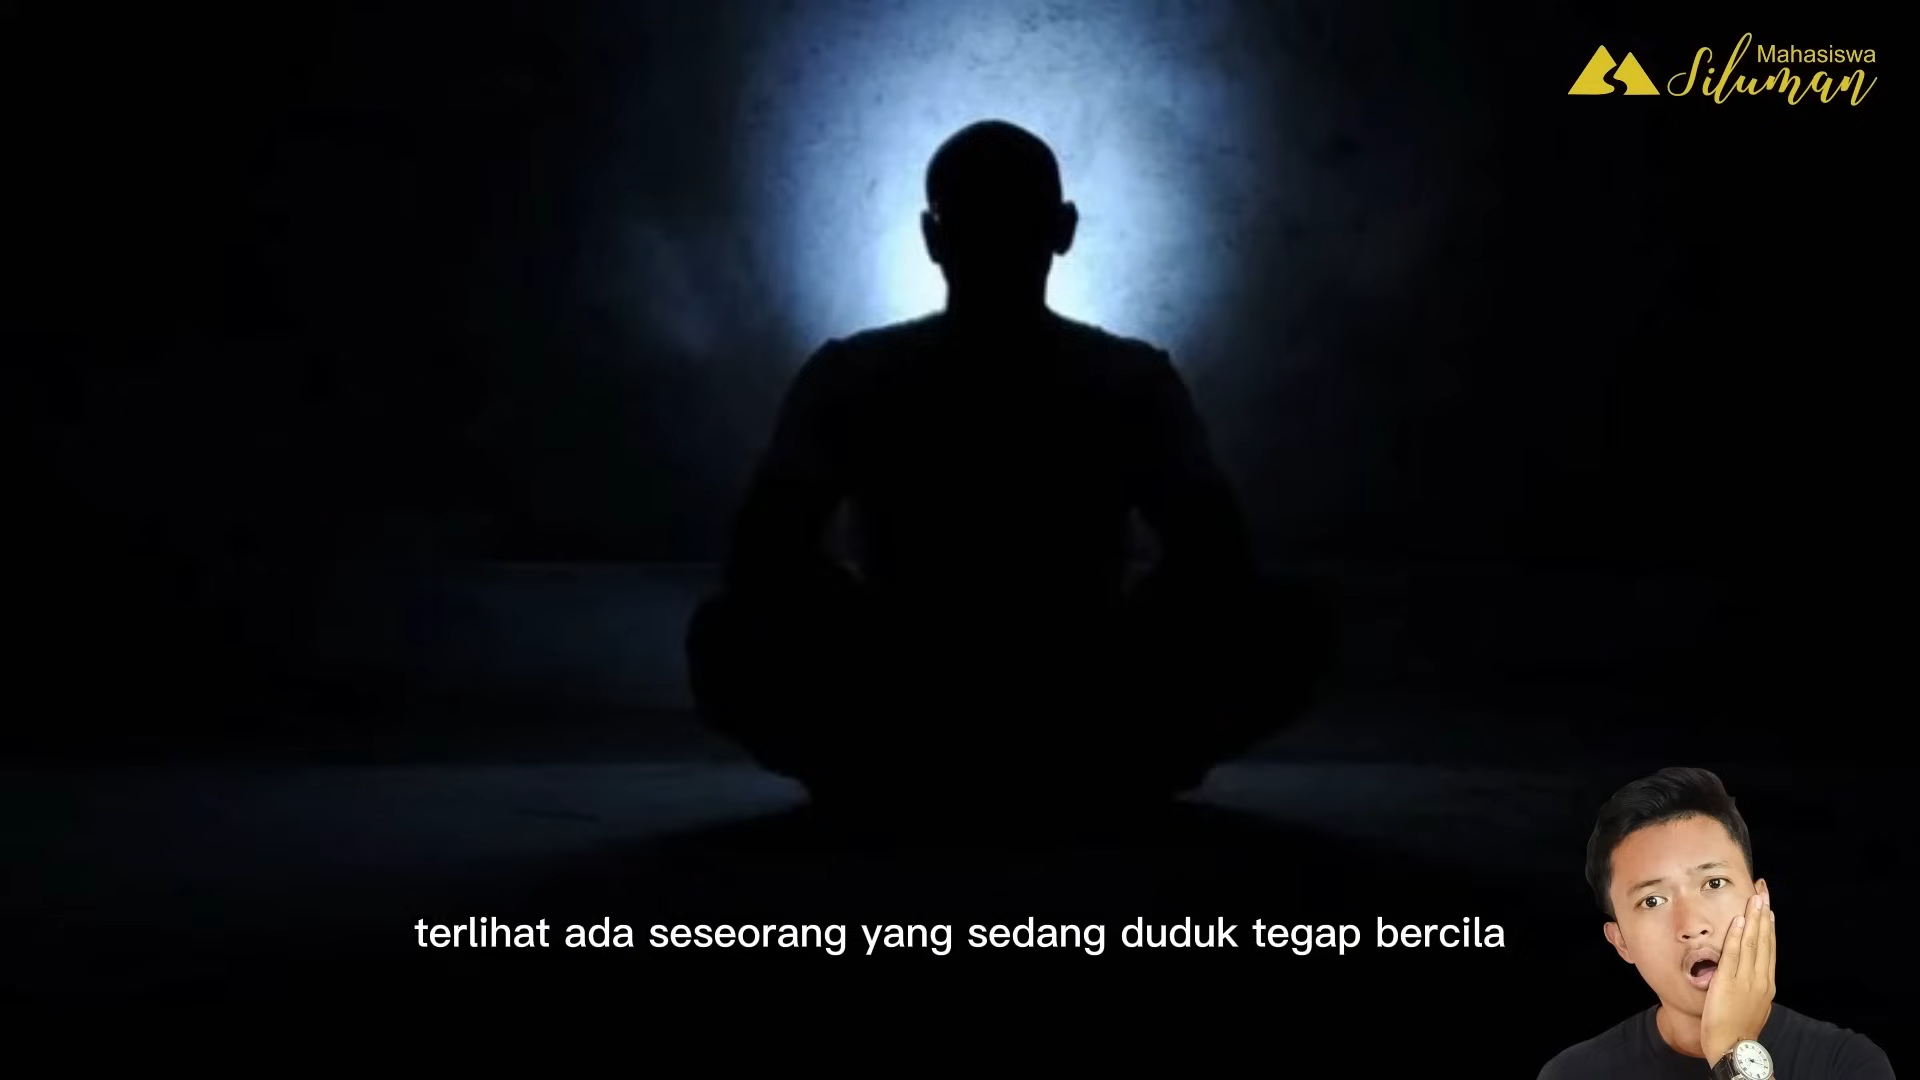 Mahasiswa
Siluman
terlihat ada seseorang yang sedang duduk tegap bercila